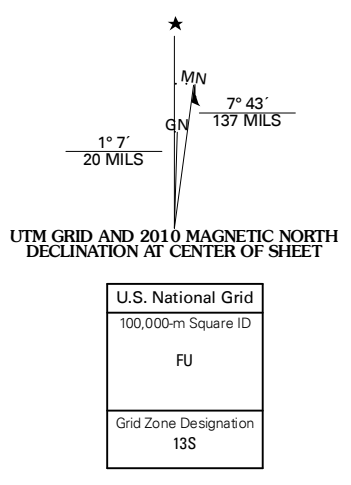 ★
MN
7° 43´
137 MILS
GN
1° 7´
20 MILS
UTM GRID AND 2010 MAGNETIC NORTH
DECLINATION AT CENTER OF SHEET
U.S. National Grid
100,000-m Square ID
FU
Grid Zone Designation
13S